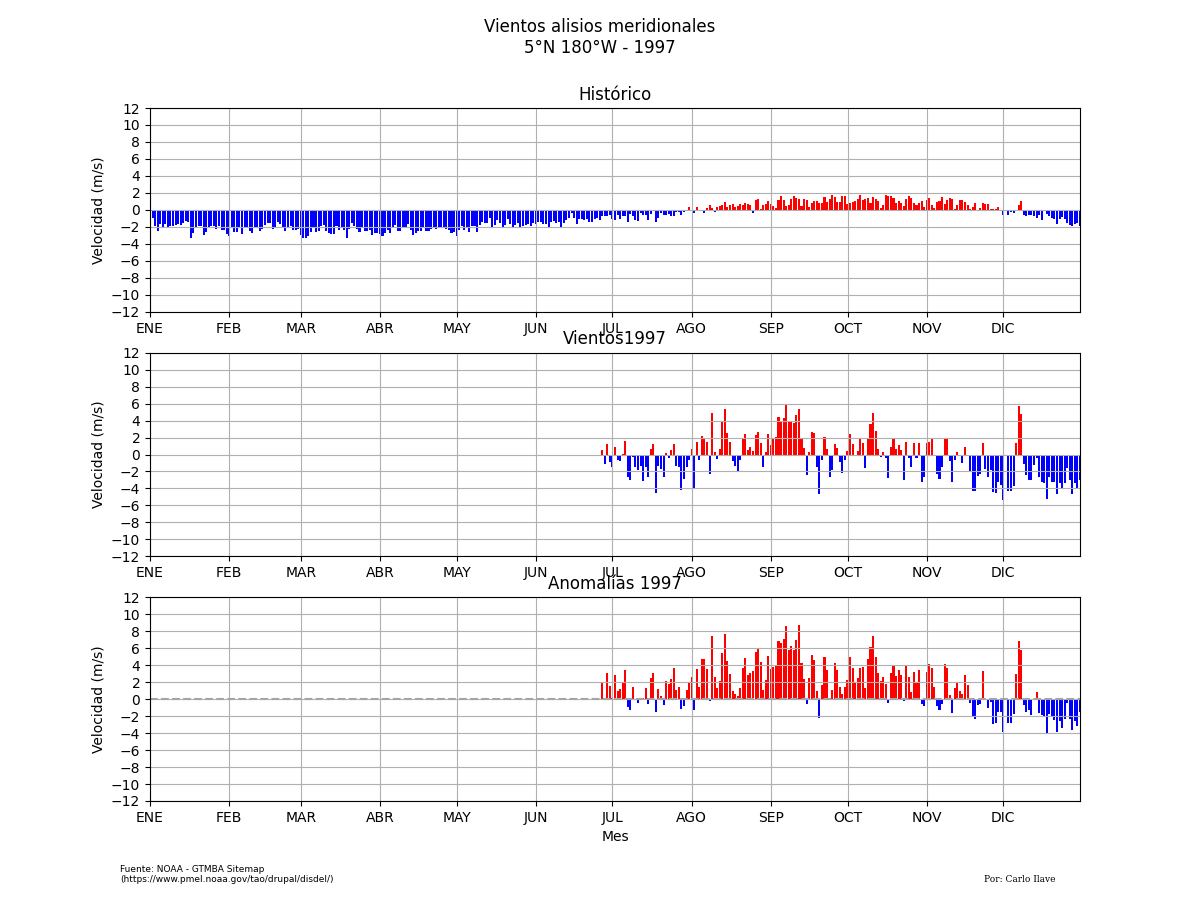 Vientos alisios meridionales
5°N 180°W - 1997
Histórico
12
10
8
6
4
2
0
−2
−4
−6
−8
−10
−12
Velocidad (m/s)
ENE FEB MAR ABR MAY JUN JUL AGO SEP OCT NOV DIC
Vientos1997
12
10
8
6
4
2
0
−2
−4
−6
−8
−10
−12
Velocidad (m/s)
ENE FEB MAR ABR MAY JUN JUL AGO SEP OCT NOV DIC
Anomalías 1997
12
10
8
6
4
2
0
−2
−4
−6
−8
−10
−12
Velocidad (m/s)
ENE FEB MAR ABR MAY JUN JUL AGO SEP OCT NOV DIC
Mes
Fuente: NOAA - GTMBA Sitemap
(https://www.pmel.noaa.gov/tao/drupal/disdel/)
Por: Carlo Ilave